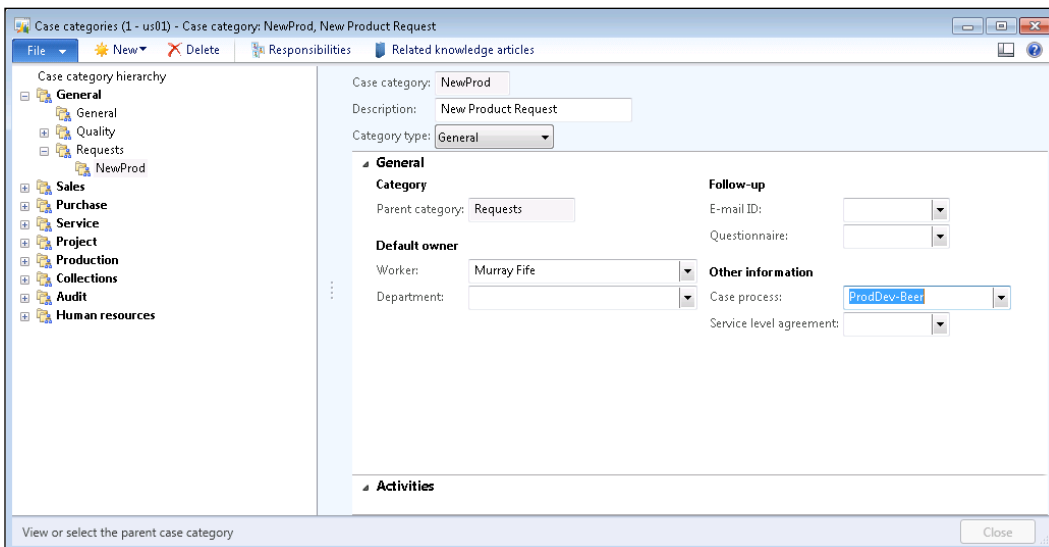 Case categories (1 - us01) - Case category: NewProd, New Product Request
File New Delete Responsibilities Related knowledge articles
Case category hierarchy
General
General
Quality
Requests
NewProd
Sales
Purchase
Service
Project
Production
Collections
Audit
Human resources
Case category: NewProd
Description: New Product Request
Category type: General
General
Category
Parent category: Requests
Default owner
Worker: Murray Fife
Department:
Follow-up
E-mail ID:
Questionnaire:
Other information
Case process: ProdDev-Beer
Service level agreement:
Activities
View or select the parent case category
Close